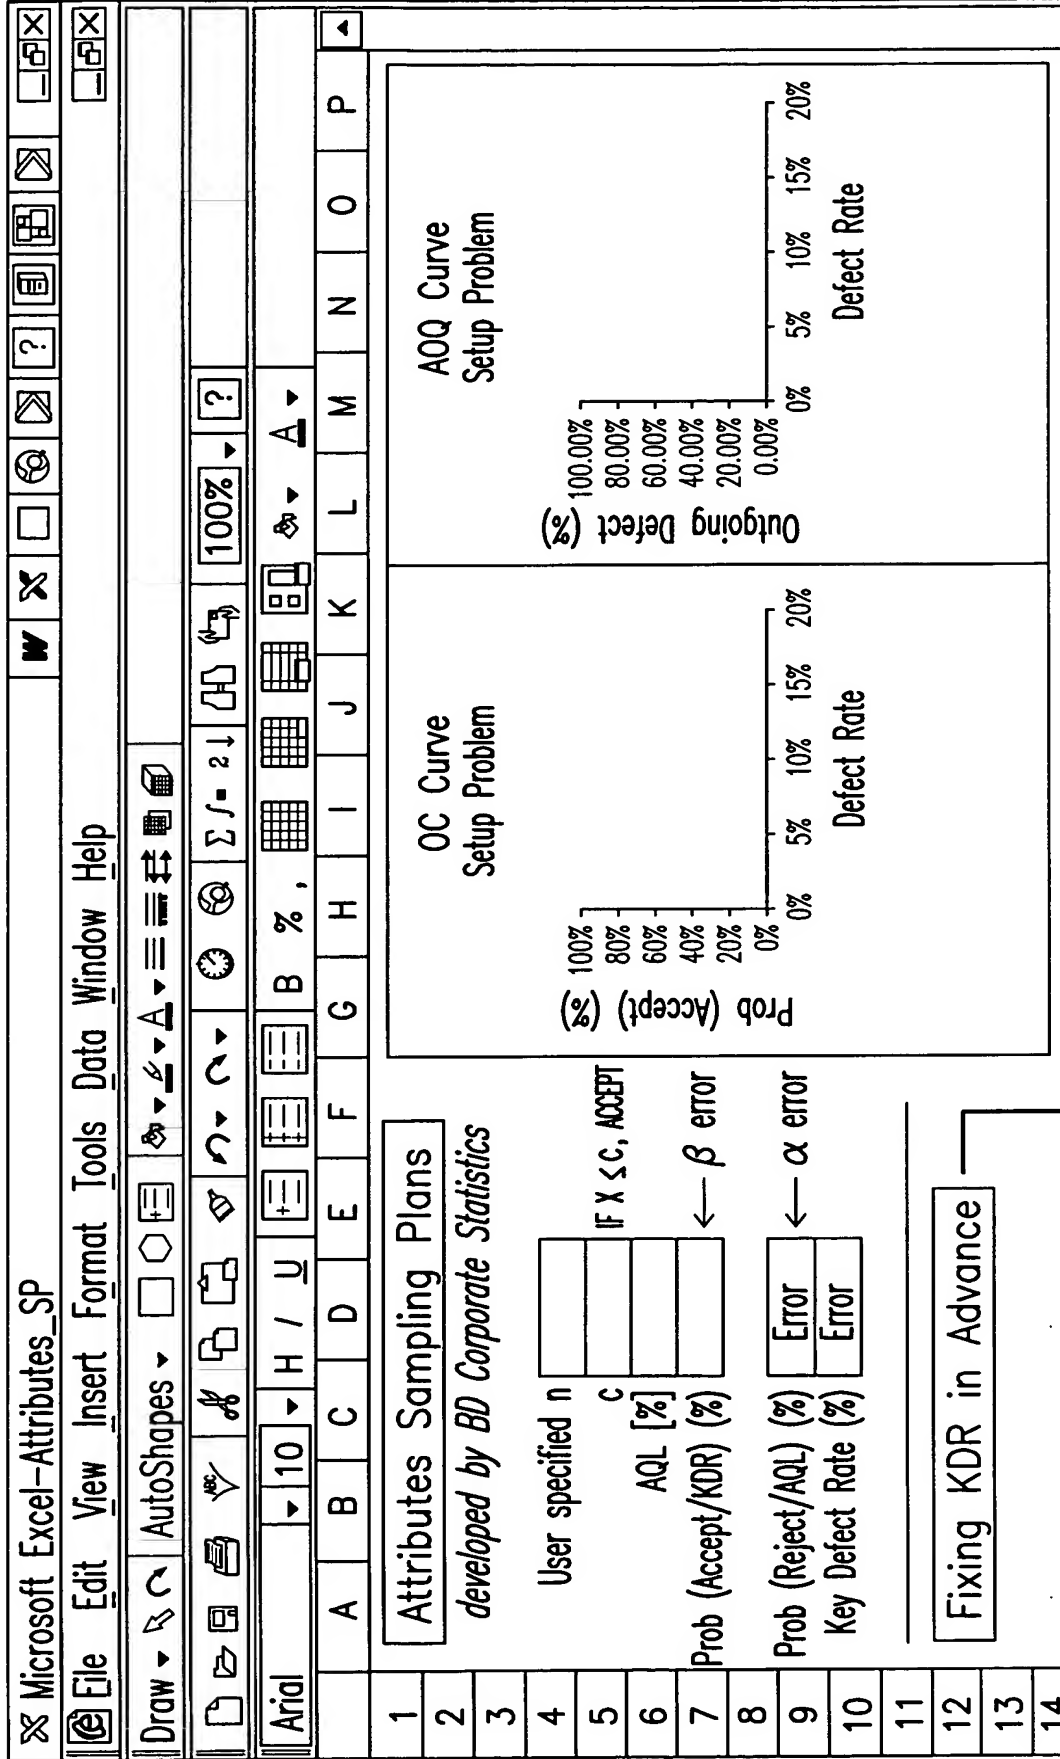 Microsoft Excel-Attributes_SP
W X ?
File Edit View Insert Format Tools Data Window Help
Draw AutoShapes A
ABC Σ ƒ= 2↓ 100% ?
Arial 10 H / U B % , A
A B C D E F G H I J K L M N O P
1
2
3
4
5
6
7
8
9
10
11
12
13
14
Attributes Sampling Plans
developed by BD Corporate Statistics
User specified n
c IF X ≤ C, ACCEPT
AQL [%]
Prob (Accept/KDR) (%) ← β error
Prob (Reject/AQL) (%) Error ← α error
Key Defect Rate (%) Error
Fixing KDR in Advance
OC Curve
Setup Problem
Prob (Accept) (%)
100%
80%
60%
40%
20%
0%
0% 5% 10% 15% 20%
Defect Rate
AOQ Curve
Setup Problem
Outgoing Defect (%)
100.00%
80.00%
60.00%
40.00%
20.00%
0.00%
0% 5% 10% 15% 20%
Defect Rate